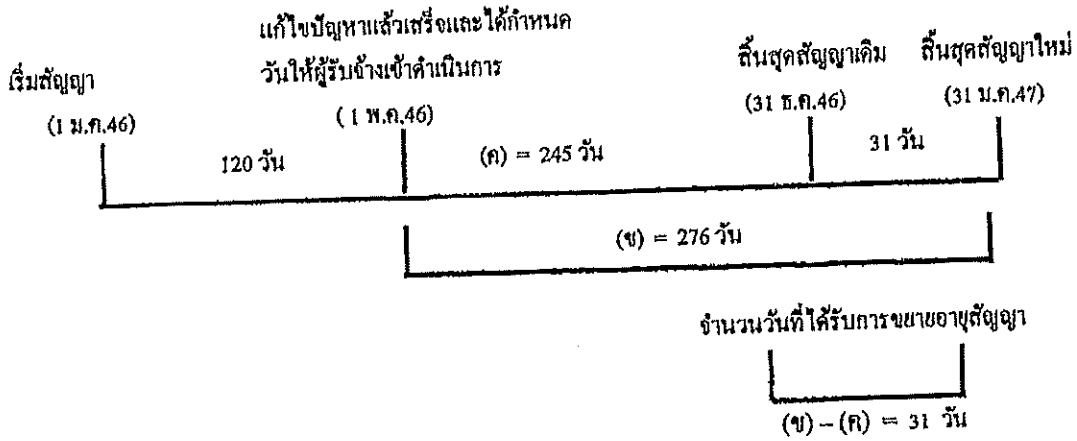 แก้ไขปัญหาแล้วเสร็จและได้กำหนด
วันให้ผู้รับจ้างเข้าดำเนินการ
เริ่มสัญญา
สิ้นสุดสัญญาเดิม
สิ้นสุดสัญญาใหม่
(1 ม.ค.46)
(1 พ.ค.46)
(31 ธ.ค.46)
(31 ม.ค.47)
120 วัน
(ค) = 245 วัน
31 วัน
(ข) = 276 วัน
จำนวนวันที่ได้รับการขยายอายุสัญญา
(ข) – (ค) = 31 วัน